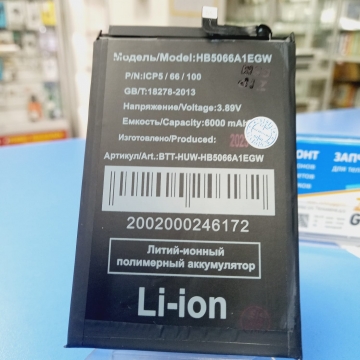 Модель/Model:HB5066A1EGW
P/N:ICP5 / 66 / 100
GB/T:18278-2013
Напряжение/Voltage: 3.89V
Емкость/Capacity:6000 mAh
Изготовлено/Produced:
Артикул/Art.:BTT-HUW-HB5066A1EGW
2002000246172
Литий-ионный
полимерный аккумулятор
Li-ion